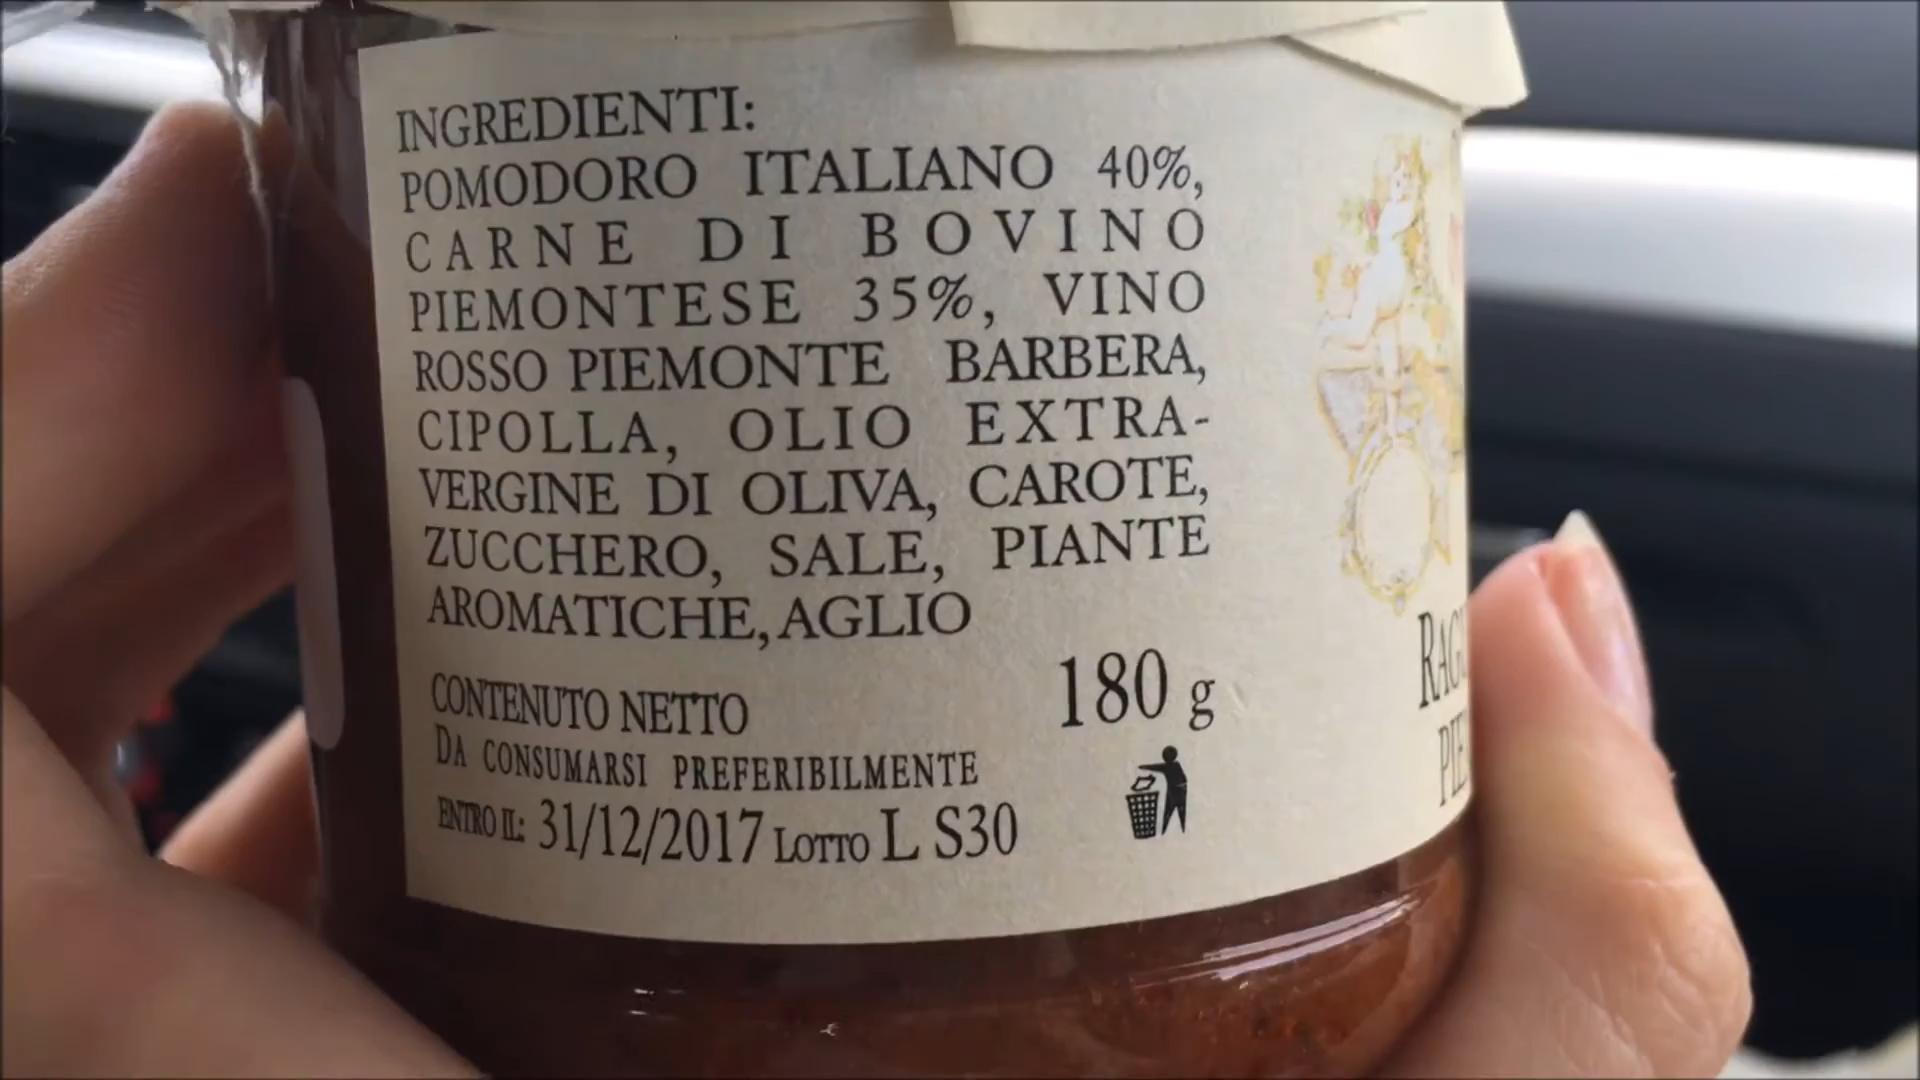 INGREDIENTI:
POMODORO ITALIANO 40%,
CARNE DI BOVINO
PIEMONTESE 35%, VINO
ROSSO PIEMONTE BARBERA,
CIPOLLA, OLIO EXTRA-
VERGINE DI OLIVA, CAROTE,
ZUCCHERO, SALE, PIANTE
AROMATICHE, AGLIO
CONTENUTO NETTO 180 g
DA CONSUMARSI PREFERIBILMENTE
ENTRO IL: 31/12/2017 LOTTO L S30